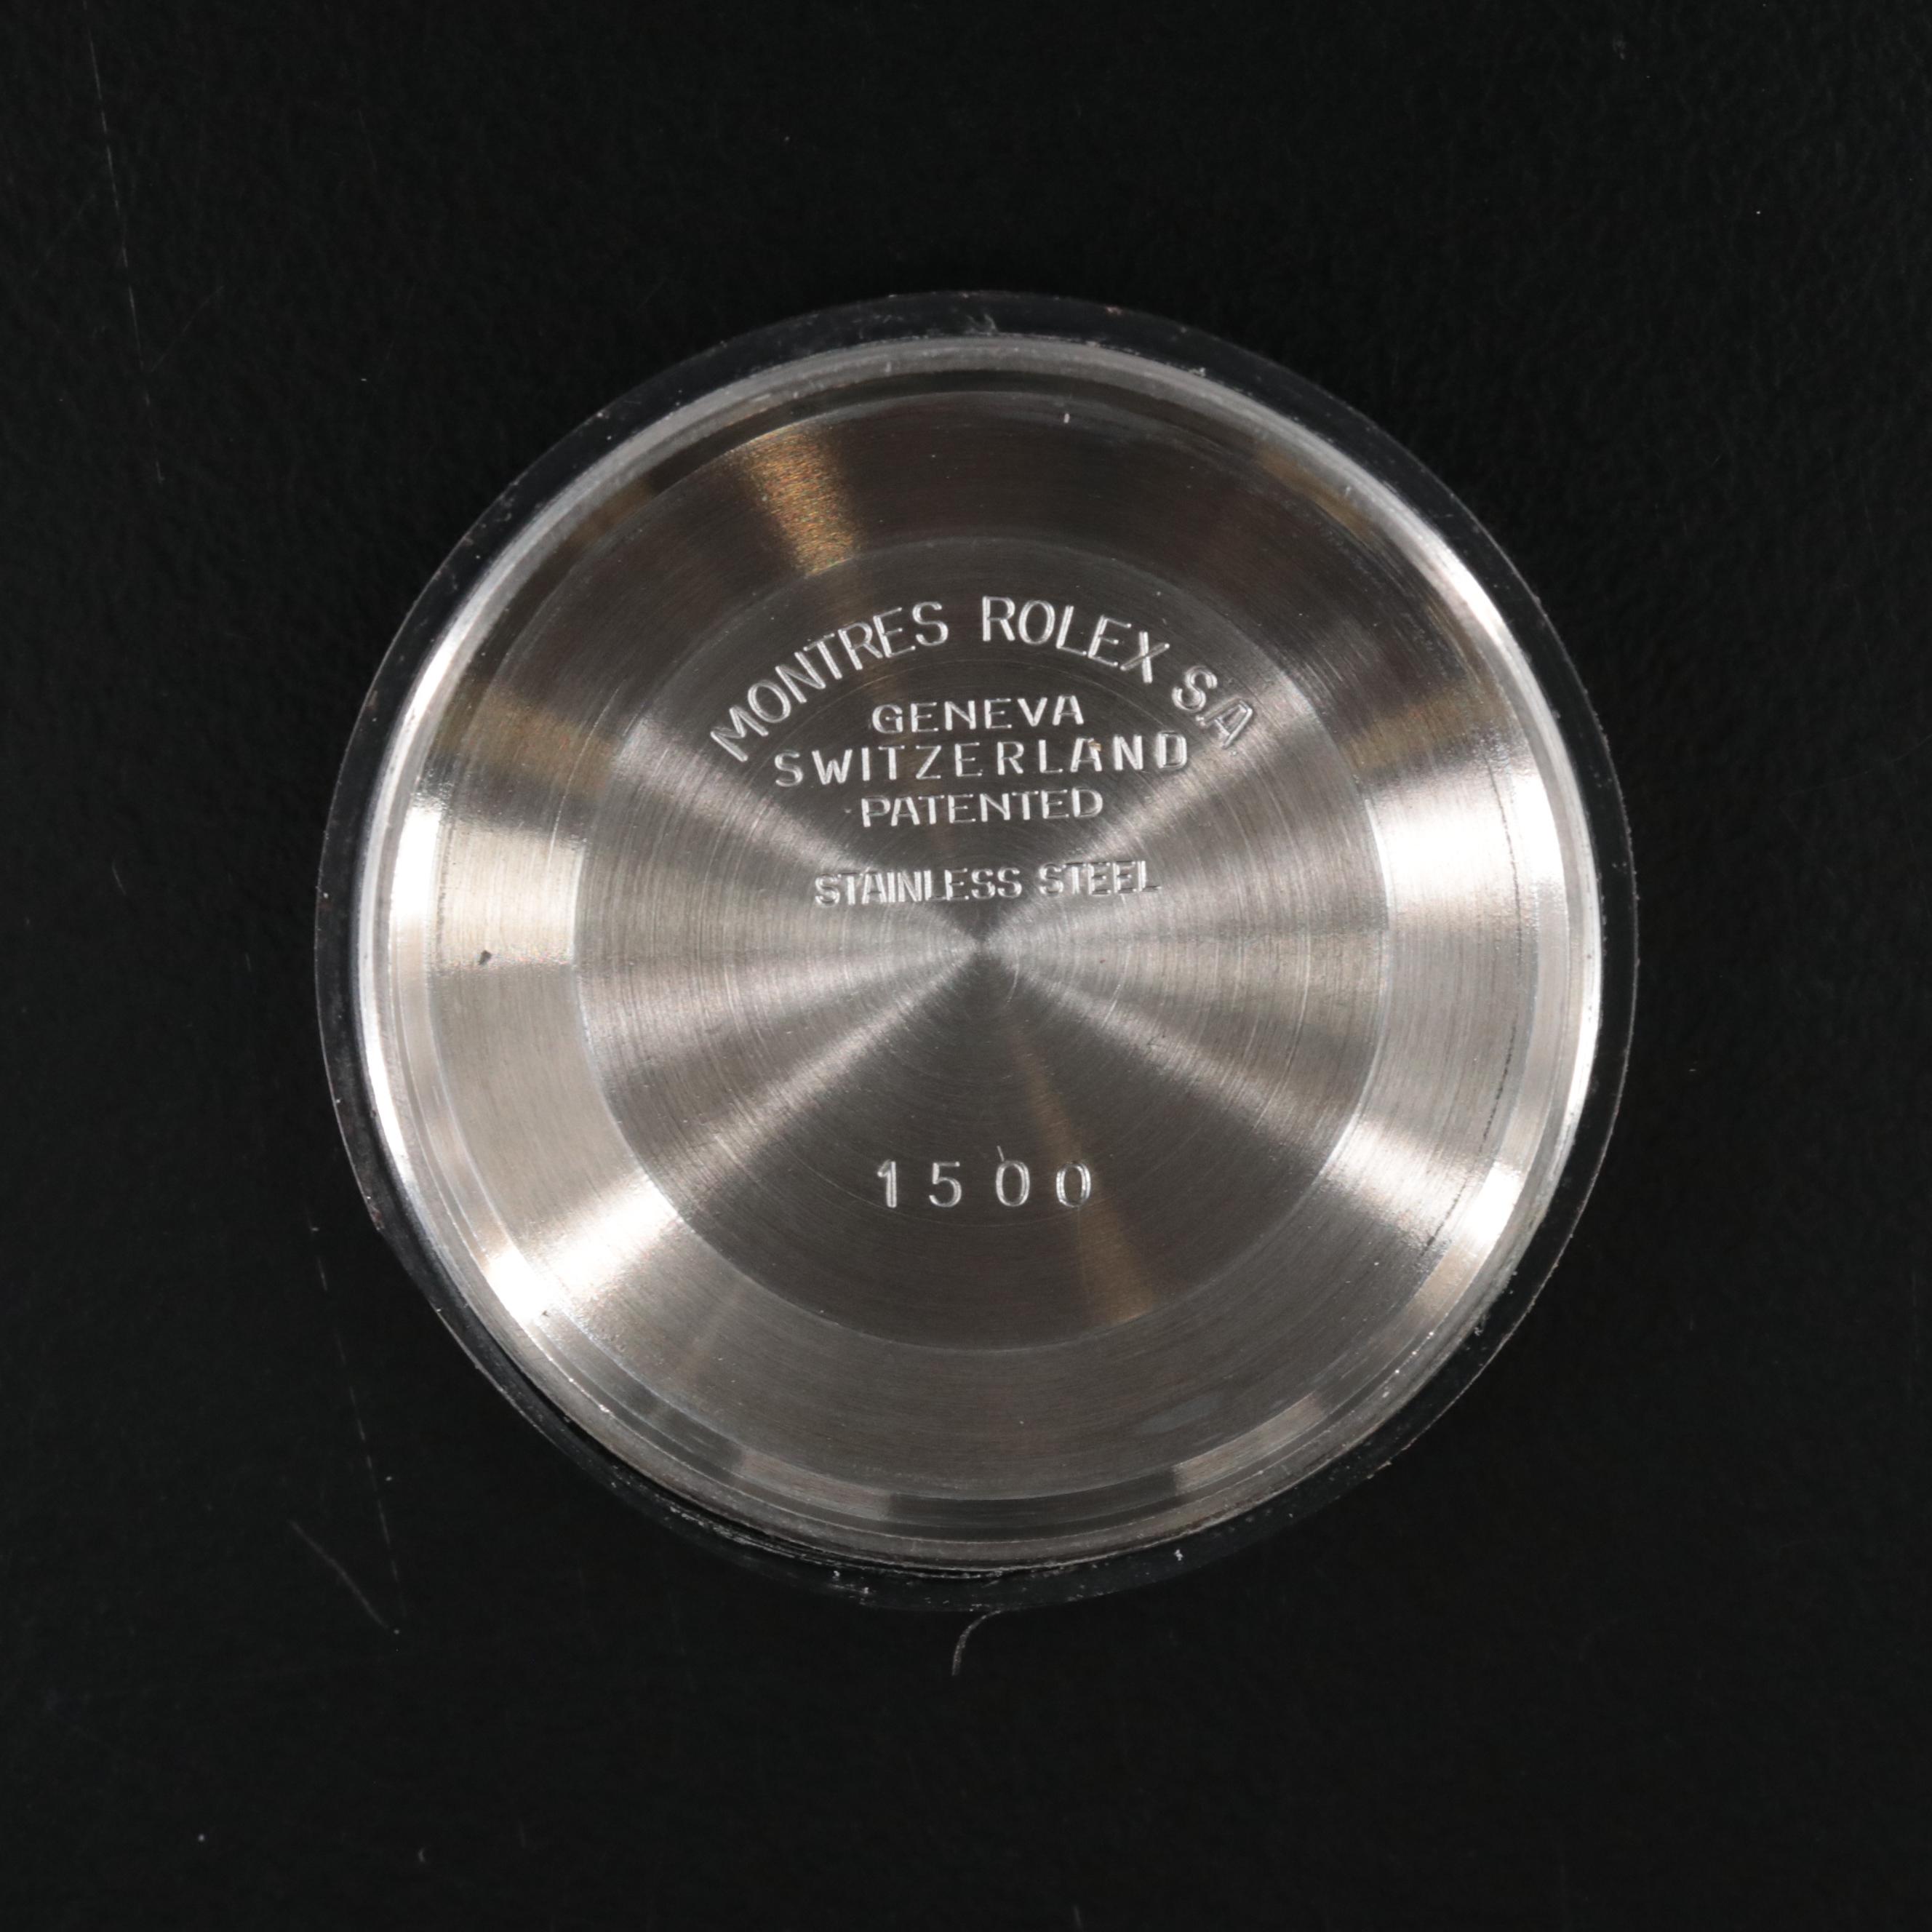 MONTRES ROLEX S.A
GENEVA
SWITZERLAND
PATENTED
STAINLESS STEEL
1500